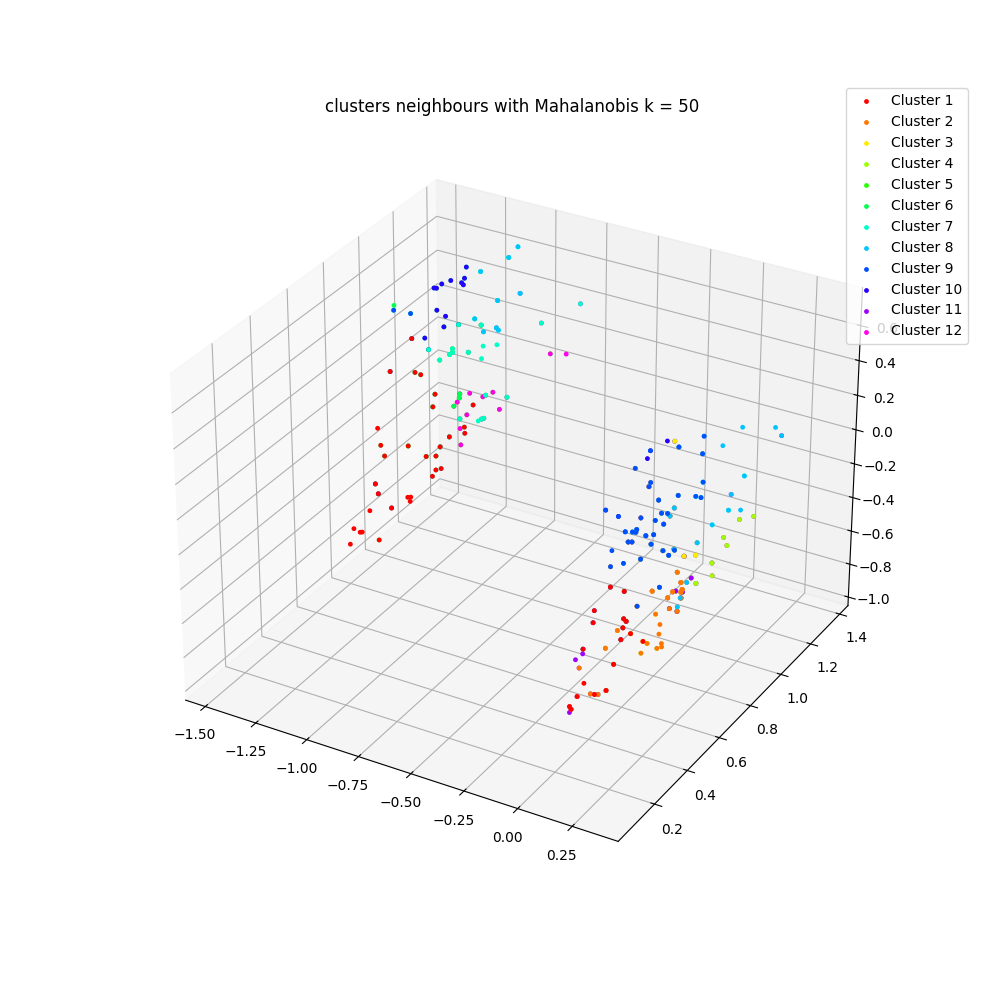 clusters neighbours with Mahalanobis k = 50
Cluster 1
Cluster 2
Cluster 3
Cluster 4
Cluster 5
Cluster 6
Cluster 7
Cluster 8
Cluster 9
Cluster 10
Cluster 11
Cluster 12
0.4
0.2
0.0
−0.2
−0.4
−0.6
−0.8
−1.0
1.4
1.2
1.0
0.8
0.6
0.4
0.2
−1.50
−1.25
−1.00
−0.75
−0.50
−0.25
0.00
0.25